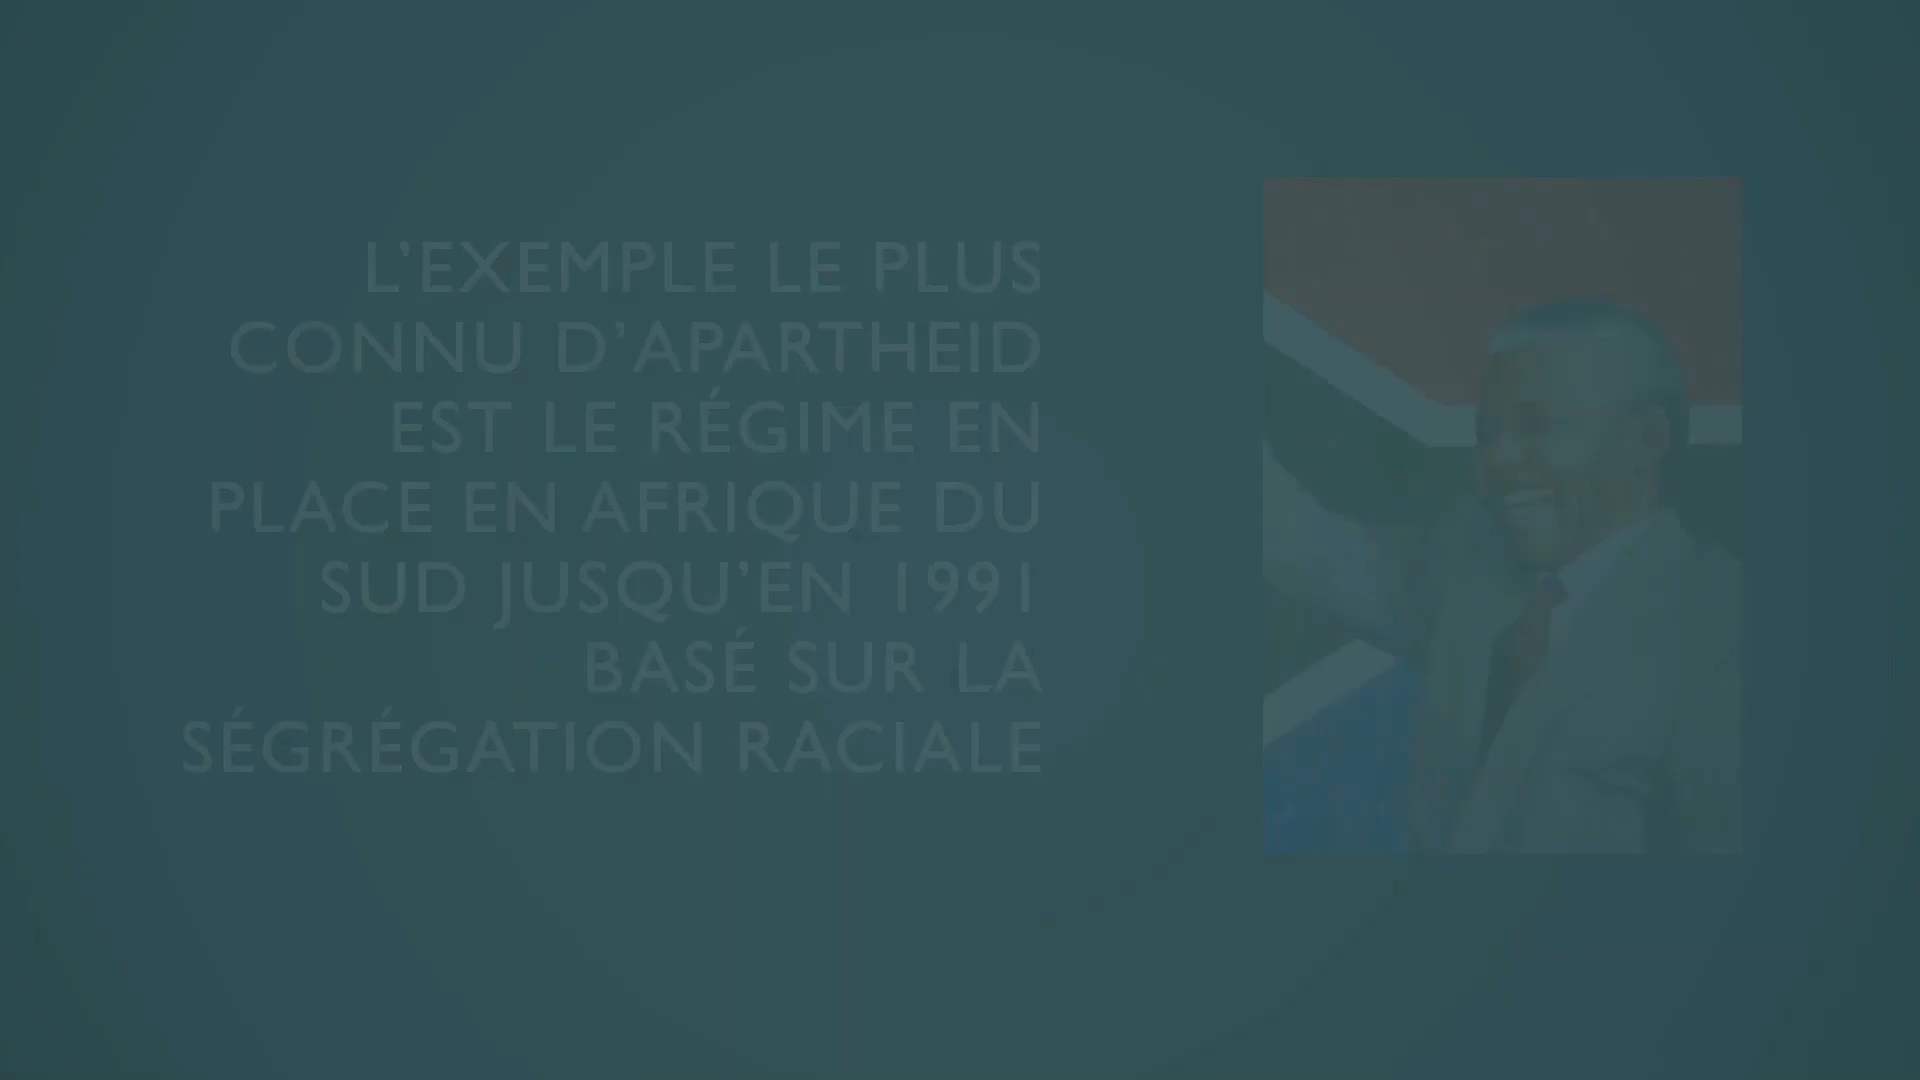 L'EXEMPLE LE PLUS
CONNU D'APARTHEID
EST LE RÉGIME EN
PLACE EN AFRIQUE DU
SUD JUSQU'EN 1991
BASÉ SUR LA
SÉGRÉGATION RACIALE